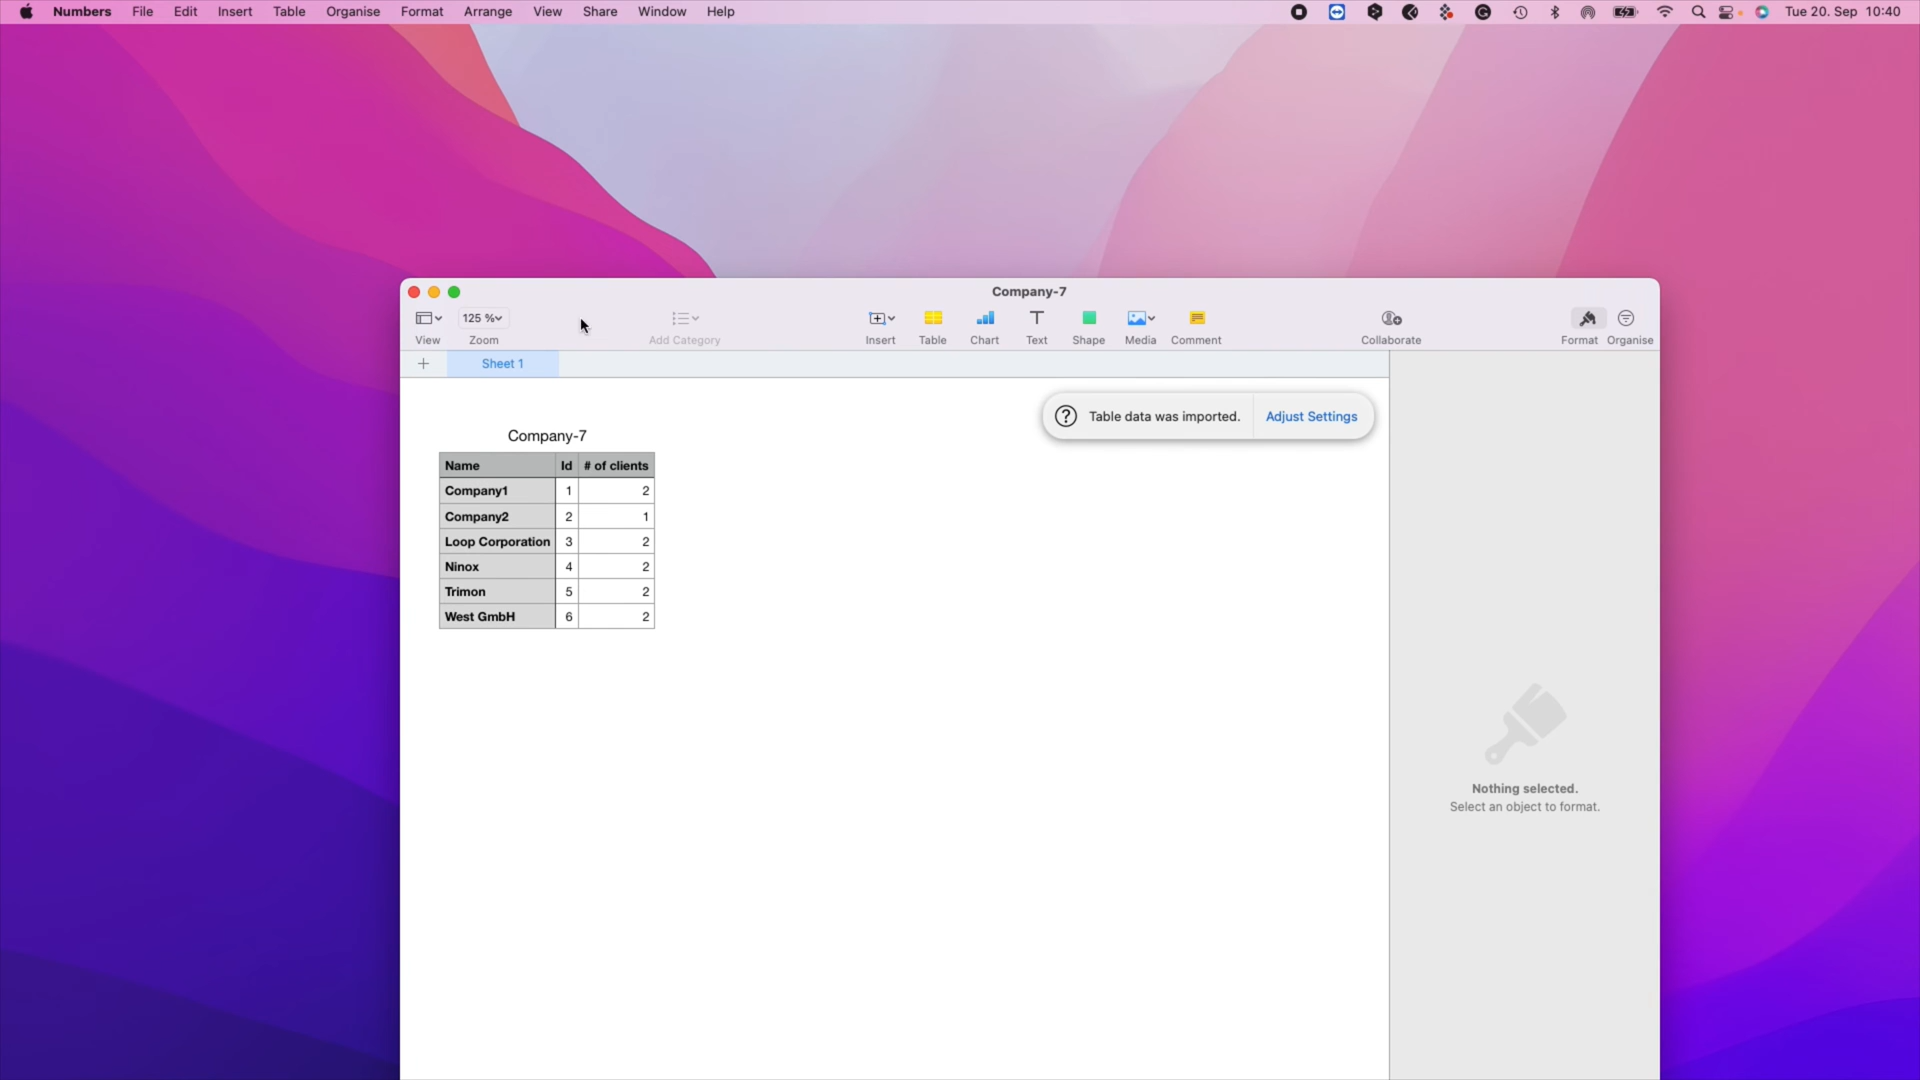 Numbers File Edit Insert Table Organise Format Arrange View Share Window Help Tue 20. Sep 10:40
Company-7
125 %
View Zoom Add Category Insert Table Chart Text Shape Media Comment Collaborate Format Organise
Sheet 1
Table data was imported. Adjust Settings
Company-7
Name Id # of clients
Company1 1 2
Company2 2 1
Loop Corporation 3 2
Ninox 4 2
Trimon 5 2
West GmbH 6 2
Nothing selected.
Select an object to format.